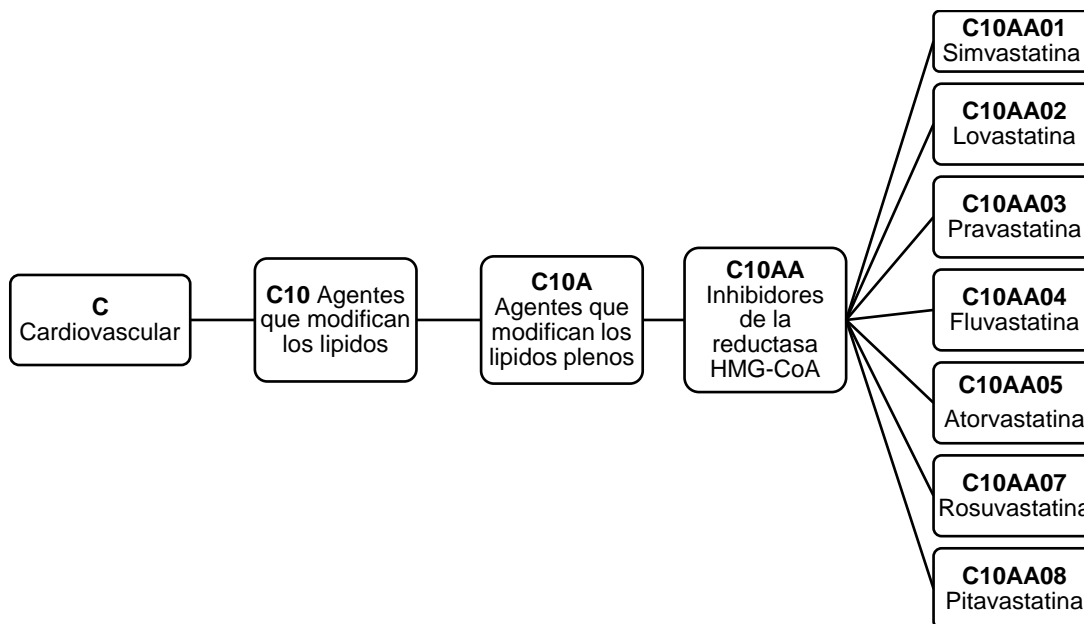 C
Cardiovascular
C10 Agentes
que modifican
los lipidos
C10A
Agentes que
modifican los
lipidos plenos
C10AA
Inhibidores
de la
reductasa
HMG-CoA
C10AA01
Simvastatina
C10AA02
Lovastatina
C10AA03
Pravastatina
C10AA04
Fluvastatina
C10AA05
Atorvastatina
C10AA07
Rosuvastatina
C10AA08
Pitavastatina